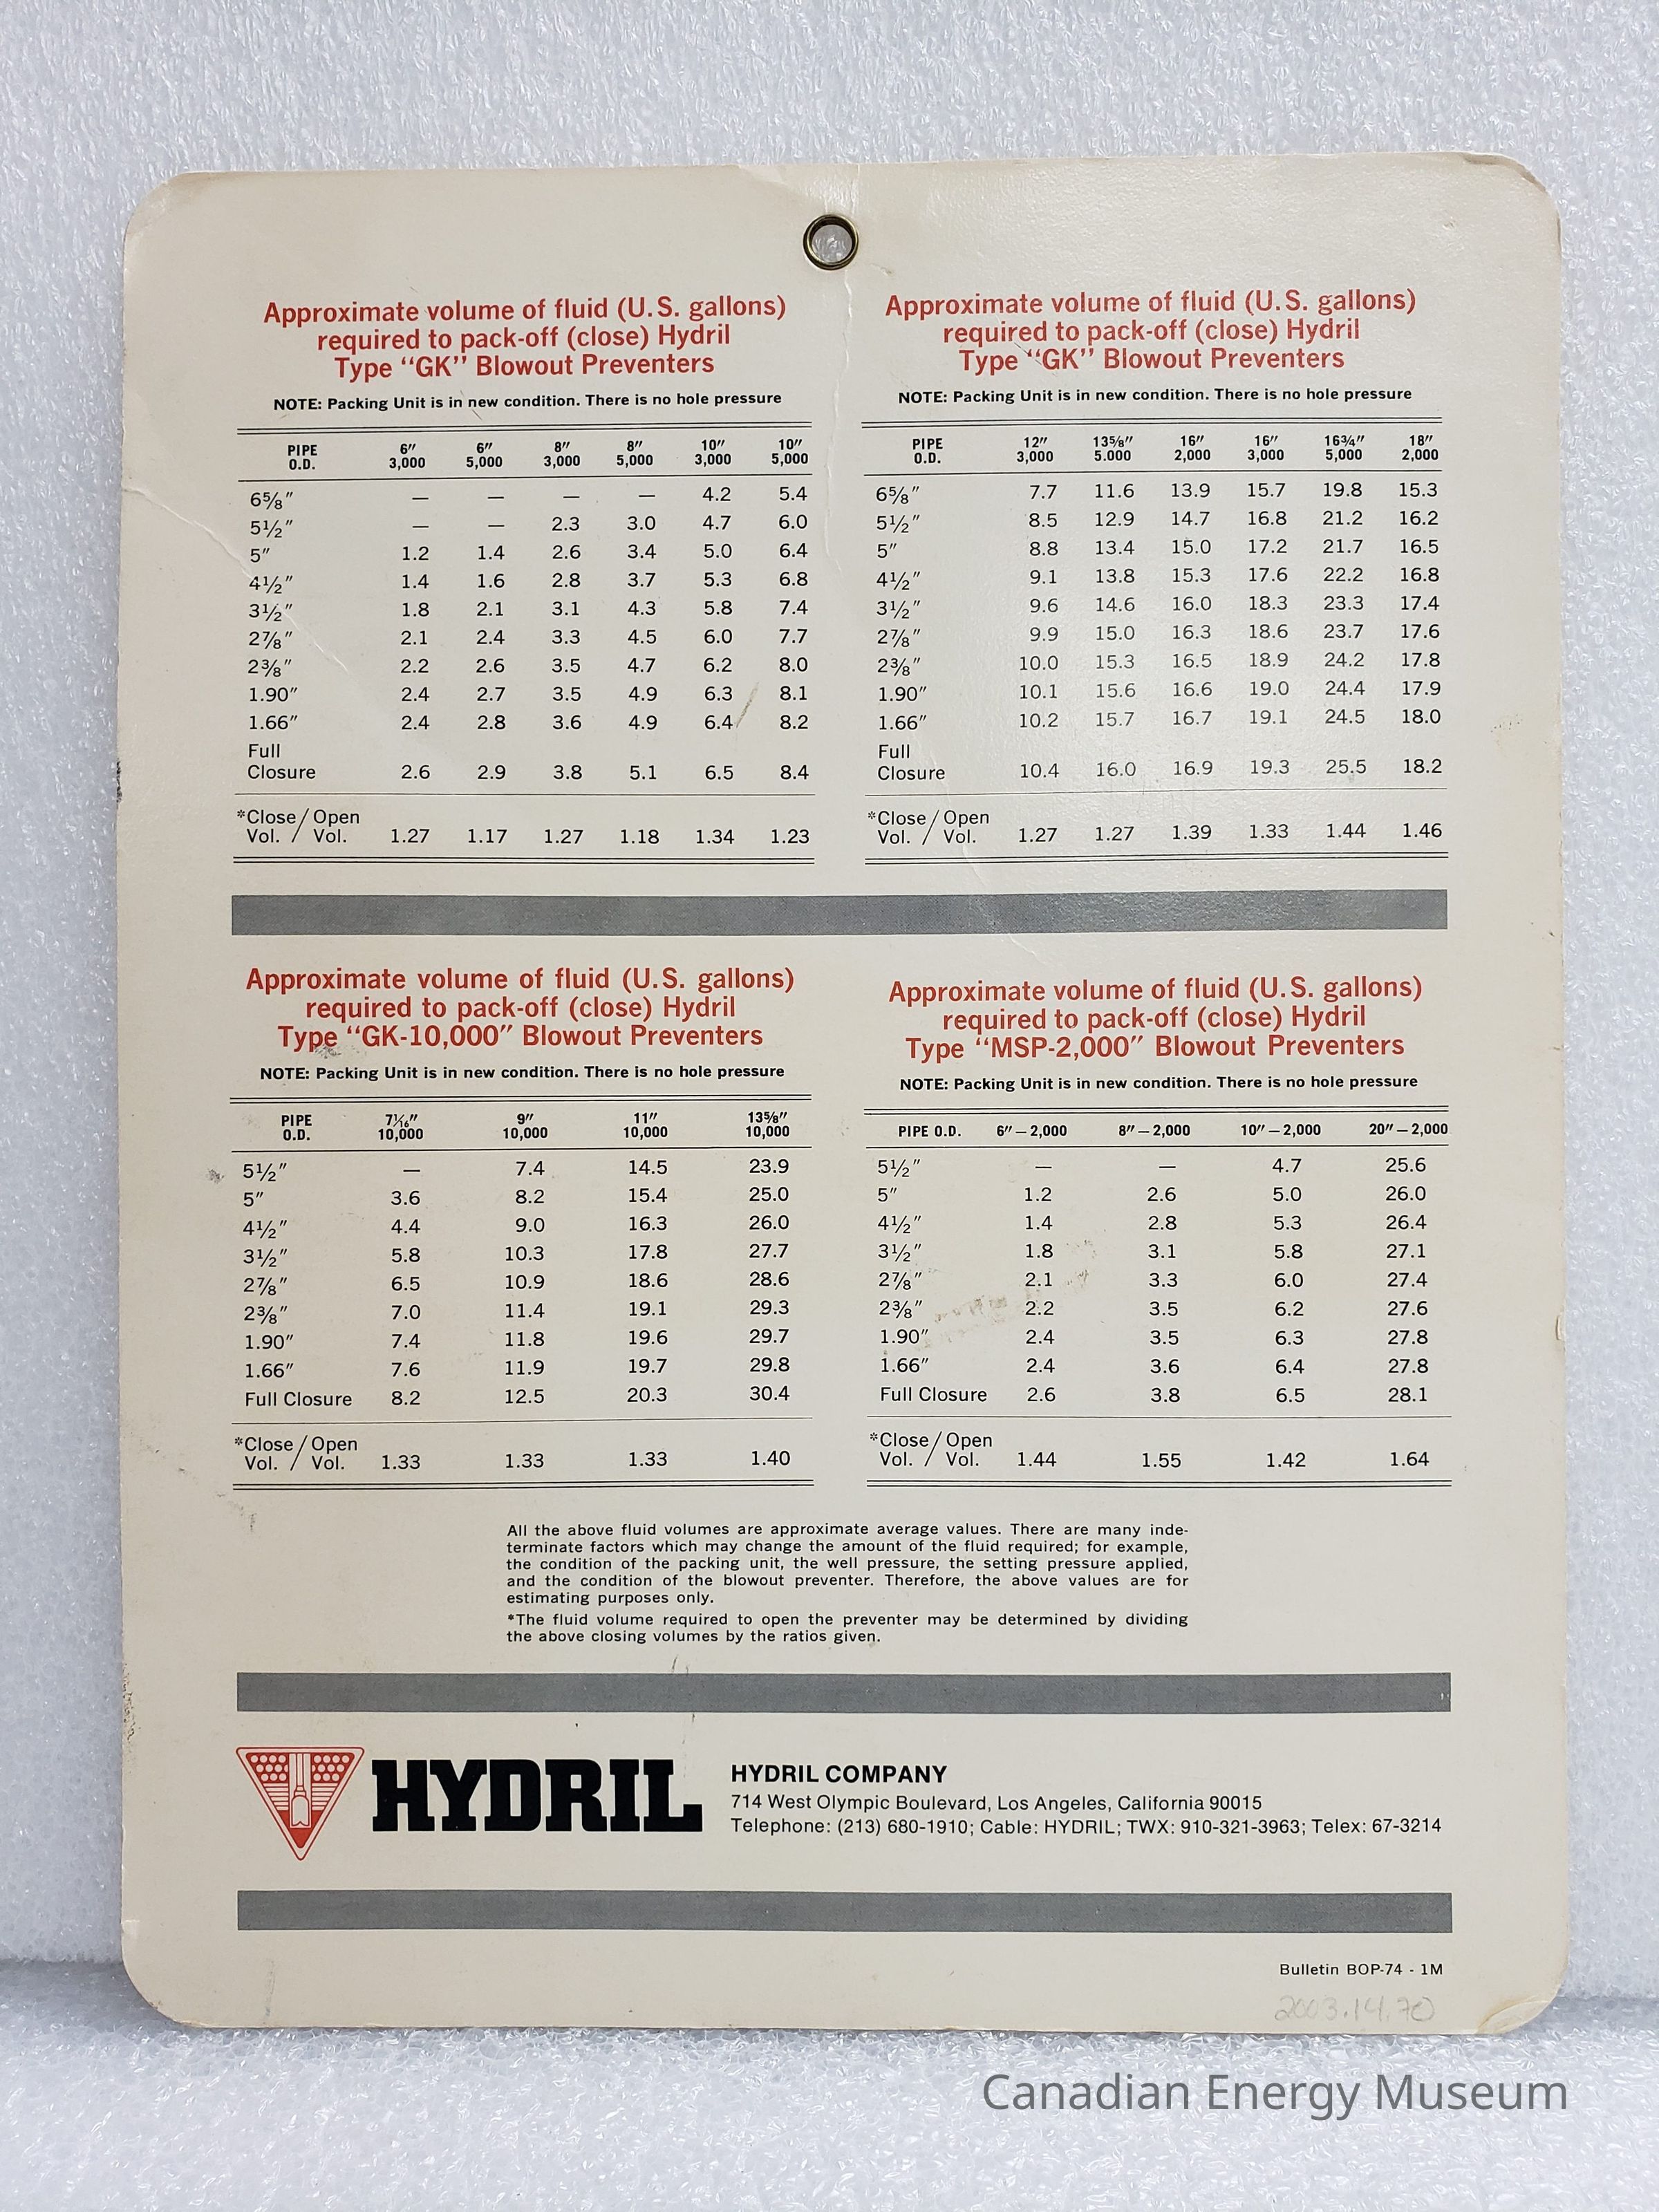 Approximate volume of fluid (U.S. gallons)
required to pack-off (close) Hydril
Type “GK” Blowout Preventers
NOTE: Packing Unit is in new condition. There is no hole pressure
PIPE O.D. 6″ 3,000 6″ 5,000 8″ 3,000 8″ 5,000 10″ 3,000 10″ 5,000
6⅝″ — — — — 4.2 5.4
5½″ — — 2.3 3.0 4.7 6.0
5″ 1.2 1.4 2.6 3.4 5.0 6.4
4½″ 1.4 1.6 2.8 3.7 5.3 6.8
3½″ 1.8 2.1 3.1 4.3 5.8 7.4
2⅞″ 2.1 2.4 3.3 4.5 6.0 7.7
2⅜″ 2.2 2.6 3.5 4.7 6.2 8.0
1.90″ 2.4 2.7 3.5 4.9 6.3 8.1
1.66″ 2.4 2.8 3.6 4.9 6.4 8.2
Full
Closure 2.6 2.9 3.8 5.1 6.5 8.4
*Close / Open
Vol. / Vol. 1.27 1.17 1.27 1.18 1.34 1.23
Approximate volume of fluid (U.S. gallons)
required to pack-off (close) Hydril
Type “GK” Blowout Preventers
NOTE: Packing Unit is in new condition. There is no hole pressure
PIPE O.D. 12″ 3,000 13⅝″ 5.000 16″ 2,000 16″ 3,000 16¾″ 5,000 18″ 2,000
6⅝″ 7.7 11.6 13.9 15.7 19.8 15.3
5½″ 8.5 12.9 14.7 16.8 21.2 16.2
5″ 8.8 13.4 15.0 17.2 21.7 16.5
4½″ 9.1 13.8 15.3 17.6 22.2 16.8
3½″ 9.6 14.6 16.0 18.3 23.3 17.4
2⅞″ 9.9 15.0 16.3 18.6 23.7 17.6
2⅜″ 10.0 15.3 16.5 18.9 24.2 17.8
1.90″ 10.1 15.6 16.6 19.0 24.4 17.9
1.66″ 10.2 15.7 16.7 19.1 24.5 18.0
Full
Closure 10.4 16.0 16.9 19.3 25.5 18.2
*Close / Open
Vol. / Vol. 1.27 1.27 1.39 1.33 1.44 1.46
Approximate volume of fluid (U.S. gallons)
required to pack-off (close) Hydril
Type “GK-10,000” Blowout Preventers
NOTE: Packing Unit is in new condition. There is no hole pressure
PIPE O.D. 7 1/16″ 10,000 9″ 10,000 11″ 10,000 13⅝″ 10,000
5½″ — 7.4 14.5 23.9
5″ 3.6 8.2 15.4 25.0
4½″ 4.4 9.0 16.3 26.0
3½″ 5.8 10.3 17.8 27.7
2⅞″ 6.5 10.9 18.6 28.6
2⅜″ 7.0 11.4 19.1 29.3
1.90″ 7.4 11.8 19.6 29.7
1.66″ 7.6 11.9 19.7 29.8
Full Closure 8.2 12.5 20.3 30.4
*Close / Open
Vol. / Vol. 1.33 1.33 1.33 1.40
Approximate volume of fluid (U.S. gallons)
required to pack-off (close) Hydril
Type “MSP-2,000” Blowout Preventers
NOTE: Packing Unit is in new condition. There is no hole pressure
PIPE O.D. 6″ — 2,000 8″ — 2,000 10″ — 2,000 20″ — 2,000
5½″ — — 4.7 25.6
5″ 1.2 2.6 5.0 26.0
4½″ 1.4 2.8 5.3 26.4
3½″ 1.8 3.1 5.8 27.1
2⅞″ 2.1 3.3 6.0 27.4
2⅜″ 2.2 3.5 6.2 27.6
1.90″ 2.4 3.5 6.3 27.8
1.66″ 2.4 3.6 6.4 27.8
Full Closure 2.6 3.8 6.5 28.1
*Close / Open
Vol. / Vol. 1.44 1.55 1.42 1.64
All the above fluid volumes are approximate average values. There are many inde-
terminate factors which may change the amount of the fluid required; for example,
the condition of the packing unit, the well pressure, the setting pressure applied,
and the condition of the blowout preventer. Therefore, the above values are for
estimating purposes only.
*The fluid volume required to open the preventer may be determined by dividing
the above closing volumes by the ratios given.
HYDRIL
HYDRIL COMPANY
714 West Olympic Boulevard, Los Angeles, California 90015
Telephone: (213) 680-1910; Cable: HYDRIL; TWX: 910-321-3963; Telex: 67-3214
Bulletin BOP-74 - 1M
2003.14.70
Canadian Energy Museum